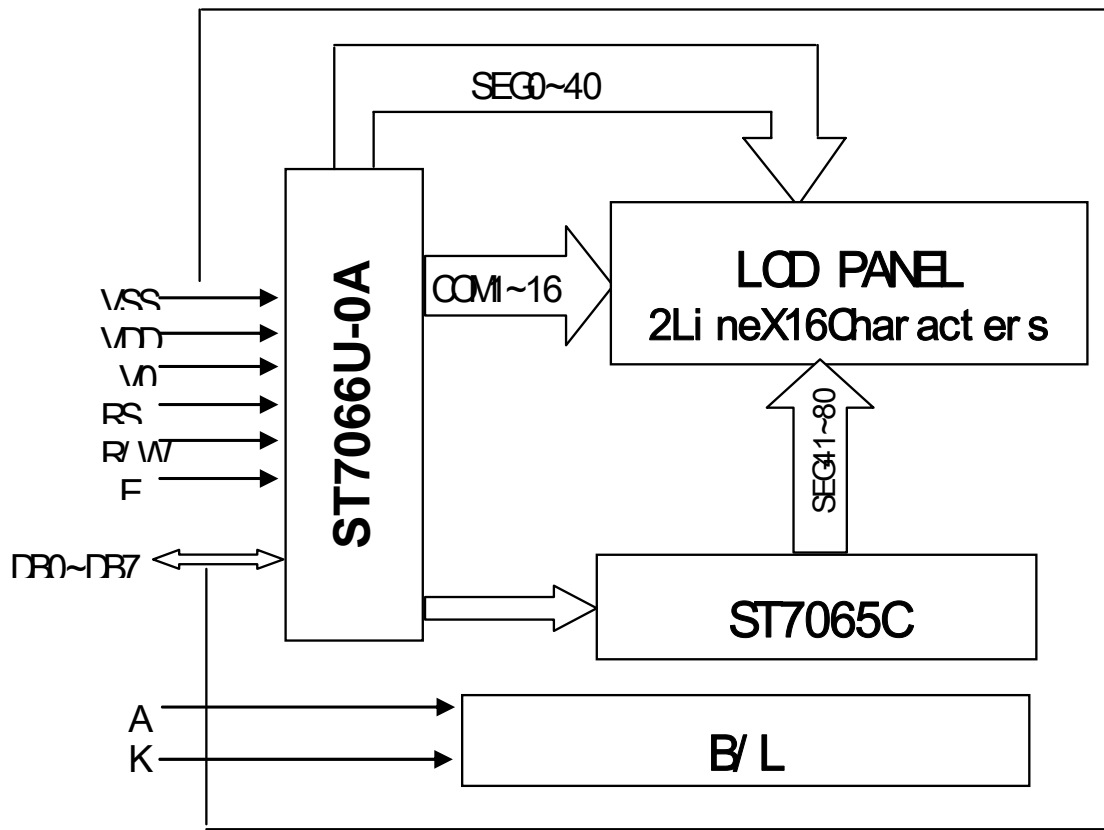 SEG0~40
LCD PANEL
2LineX16Characters
COM1~16
VSS
VDD
V0
RS
R/W
E
ST7066U-0A
SEG41~80
DB0~DB7
ST7065C
A
K
B/L